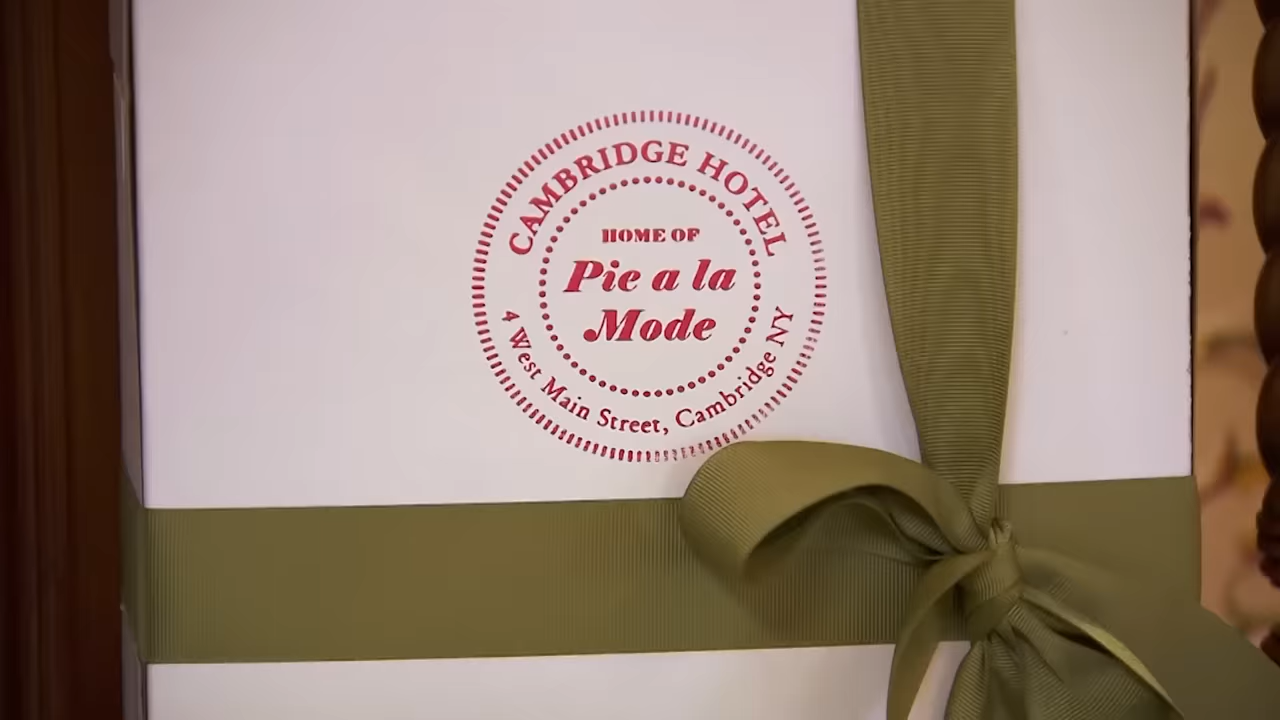 CAMBRIDGE HOTEL
HOME OF
Pie a la
Mode
4 West Main Street, Cambridge NY